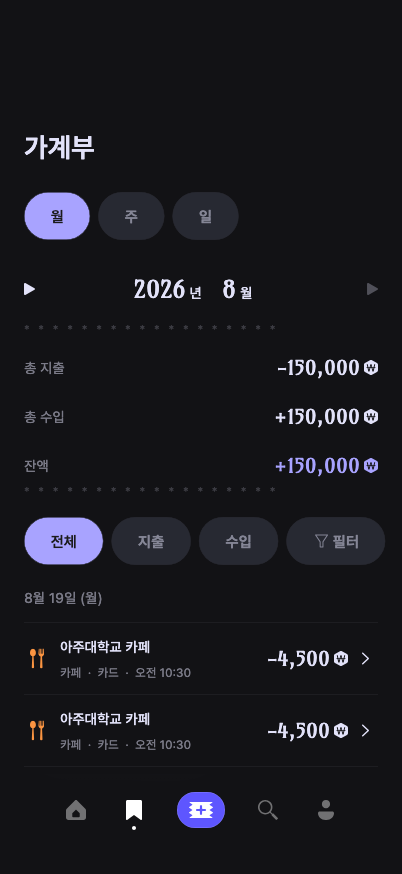 가계부
월 주 일
2026 년 8 월
총 지출 -150,000 ₩
총 수입 +150,000 ₩
잔액 +150,000 ₩
전체 지출 수입 필터
8월 19일 (월)
아주대학교 카페 -4,500 ₩
카페 · 카드 · 오전 10:30
아주대학교 카페 -4,500 ₩
카페 · 카드 · 오전 10:30